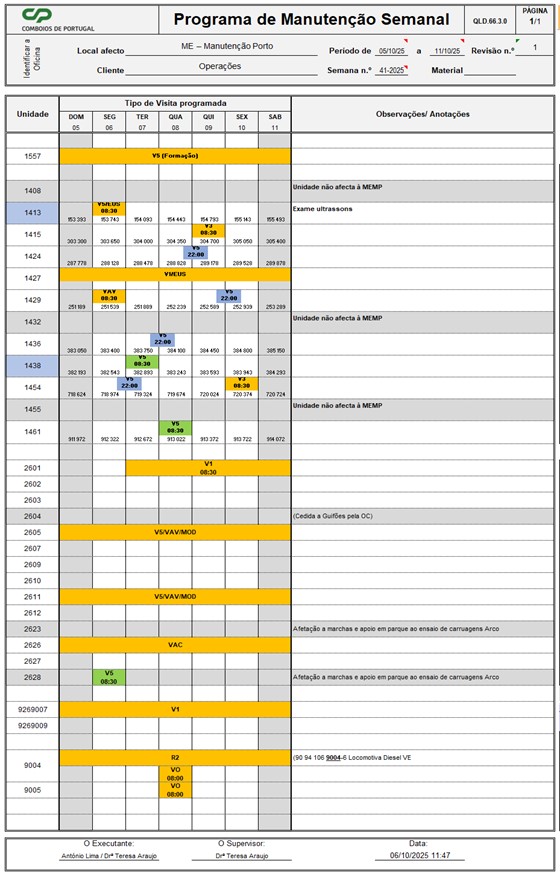 CP
COMBOIOS DE PORTUGAL
Programa de Manutenção Semanal
QLD.66.3.0
PÁGINA
1/1
Identificar a Oficina
Local afecto ME – Manutenção Porto Período de 05/10/25 a 11/10/25 Revisão n.º 1
Cliente Operações Semana n.º 41-2025 Material
Unidade Tipo de Visita programada Observações/ Anotações
DOM SEG TER QUA QUI SEX SAB
05 06 07 08 09 10 11
1557 V5 (Formação)
1408 Unidade não afecta à MEMP
1413 V5/EUS 08:30 Exame ultrassons
153 393 153 743 154 093 154 443 154 793 155 143 155 493
1415 V3 08:30
303 300 303 650 304 000 304 350 304 700 305 050 305 400
1424 V5 22:00
287 778 288 128 288 478 288 828 289 178 289 528 289 878
1427 VI/EUS
1429 VAV 08:30 V5 22:00
251 189 251 539 251 889 252 239 252 589 252 939 253 289
1432 Unidade não afecta à MEMP
1436 V5 22:00
383 050 383 400 383 750 384 100 384 450 384 800 385 150
1438 V5 08:30
382 193 382 543 382 893 383 243 383 593 383 943 384 293
1454 V5 22:00 V3 08:30
718 624 718 974 719 324 719 674 720 024 720 374 720 724
1455 Unidade não afecta à MEMP
1461 V5 08:30
911 972 912 322 912 672 913 022 913 372 913 722 914 072
2601 V1 08:30
2602
2603
2604 (Cedida a Guifões pela OC)
2605 V5/VAV/MOD
2607
2609
2610
2611 V5/VAV/MOD
2612
2623 Afetação a marchas e apoio em parque ao ensaio de carruagens Arco
2626 VAC
2627
2628 V5 08:30 Afetação a marchas e apoio em parque ao ensaio de carruagens Arco
9269007 V1
9269009
9004 R2 (90 94 106 9004-6 Locomotiva Diesel VE
VO 08:00
9005 VO 08:00
O Executante: O Supervisor: Data:
António Lima / Drª Teresa Araujo Drª Teresa Araujo 06/10/2025 11:47